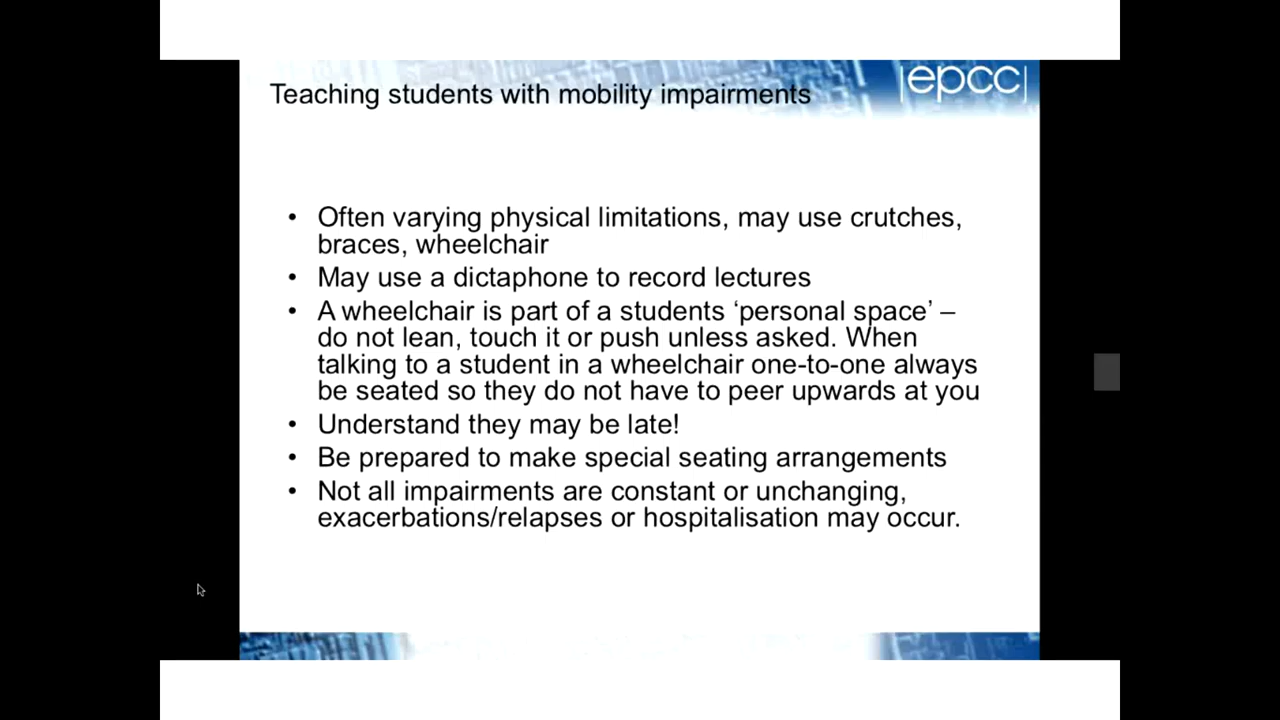 Teaching students with mobility impairments
|epcc|
• Often varying physical limitations, may use crutches,
braces, wheelchair
• May use a dictaphone to record lectures
• A wheelchair is part of a students ‘personal space’ –
do not lean, touch it or push unless asked. When
talking to a student in a wheelchair one-to-one always
be seated so they do not have to peer upwards at you
• Understand they may be late!
• Be prepared to make special seating arrangements
• Not all impairments are constant or unchanging,
exacerbations/relapses or hospitalisation may occur.